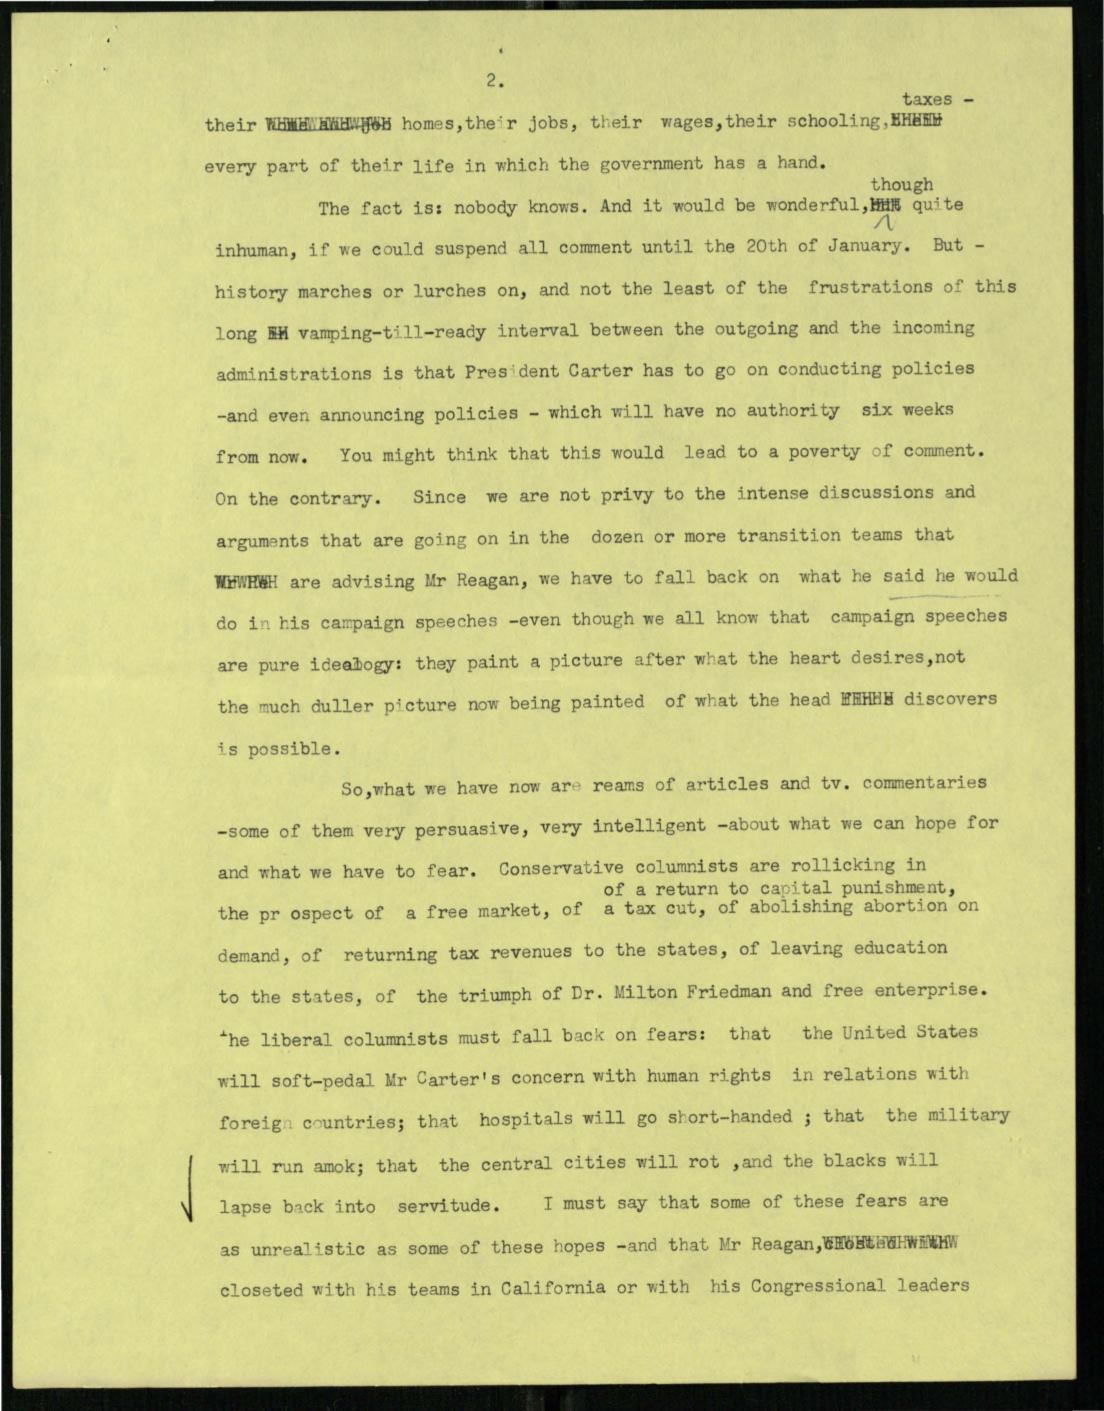 2.
taxes -
their homes,their jobs, their wages,their schooling,
every part of their life in which the government has a hand.
though
The fact is: nobody knows. And it would be wonderful, quite
inhuman, if we could suspend all comment until the 20th of January. But -
history marches or lurches on, and not the least of the frustrations of this
long vamping-till-ready interval between the outgoing and the incoming
administrations is that President Carter has to go on conducting policies
-and even announcing policies - which will have no authority six weeks
from now. You might think that this would lead to a poverty of comment.
On the contrary. Since we are not privy to the intense discussions and
arguments that are going on in the dozen or more transition teams that
are advising Mr Reagan, we have to fall back on what he said he would
do in his campaign speeches -even though we all know that campaign speeches
are pure idealogy: they paint a picture after what the heart desires,not
the much duller picture now being painted of what the head discovers
is possible.
So,what we have now are reams of articles and tv. commentaries
-some of them very persuasive, very intelligent -about what we can hope for
and what we have to fear. Conservative columnists are rollicking in
of a return to capital punishment,
the pr ospect of a free market, of a tax cut, of abolishing abortion on
demand, of returning tax revenues to the states, of leaving education
to the states, of the triumph of Dr. Milton Friedman and free enterprise.
The liberal columnists must fall back on fears: that the United States
will soft-pedal Mr Carter's concern with human rights in relations with
foreign countries; that hospitals will go short-handed ; that the military
will run amok; that the central cities will rot ,and the blacks will
lapse back into servitude. I must say that some of these fears are
as unrealistic as some of these hopes -and that Mr Reagan,
closeted with his teams in California or with his Congressional leaders